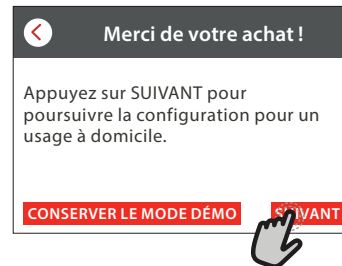 Merci de votre achat !
Appuyez sur SUIVANT pour
poursuivre la configuration pour un
usage à domicile.
CONSERVER LE MODE DÉMO
SUIVANT